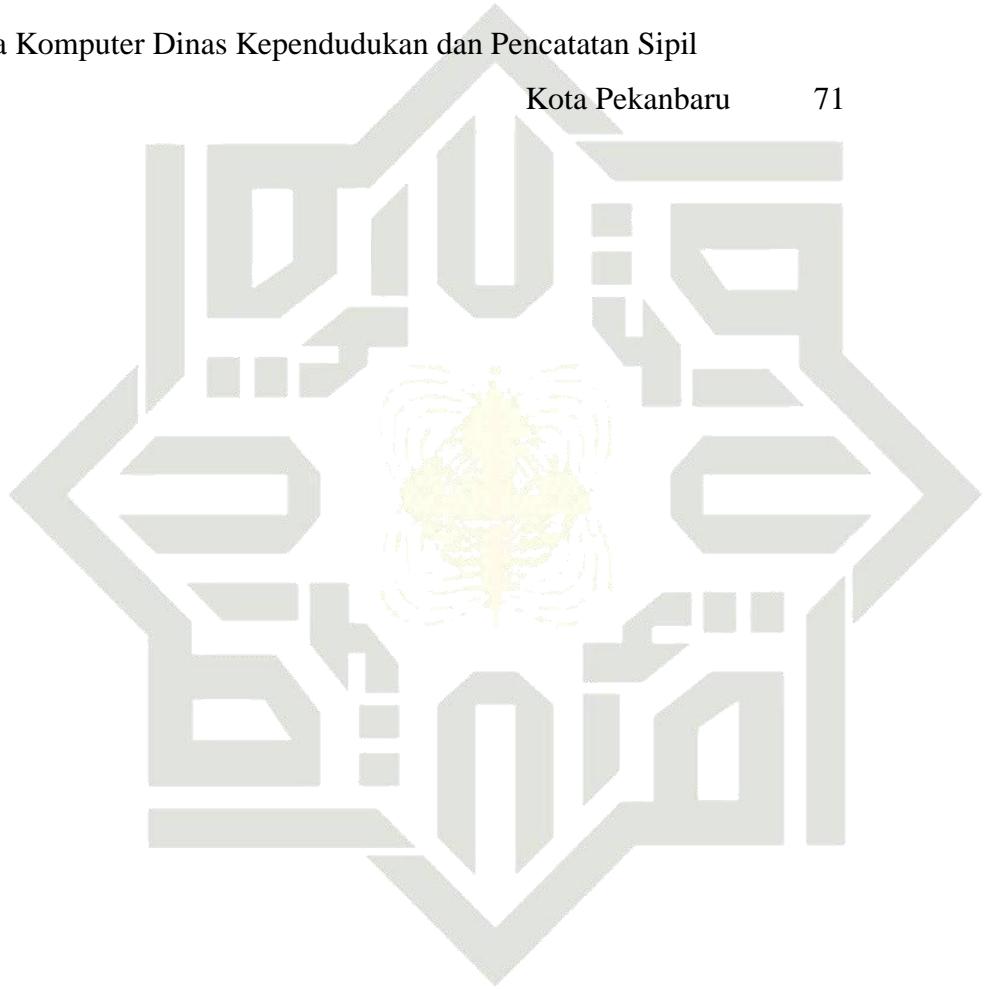 a Komputer Dinas Kependudukan dan Pencatatan Sipil
Kota Pekanbaru 71